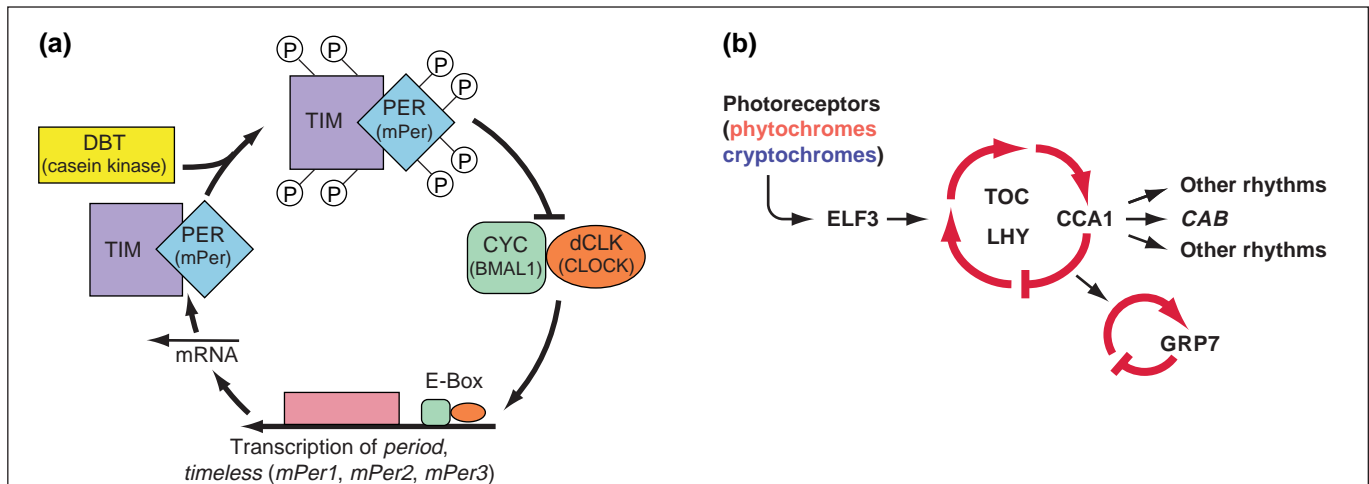 (a)
P
P
P
P
P
P
P
P
TIM
PER
(mPer)
DBT
(casein kinase)
TIM
PER
(mPer)
CYC
(BMAL1)
dCLK
(CLOCK)
mRNA
E-Box
Transcription of period,
timeless (mPer1, mPer2, mPer3)
(b)
Photoreceptors
(phytochromes
cryptochromes)
ELF3
TOC
LHY
CCA1
Other rhythms
CAB
Other rhythms
GRP7